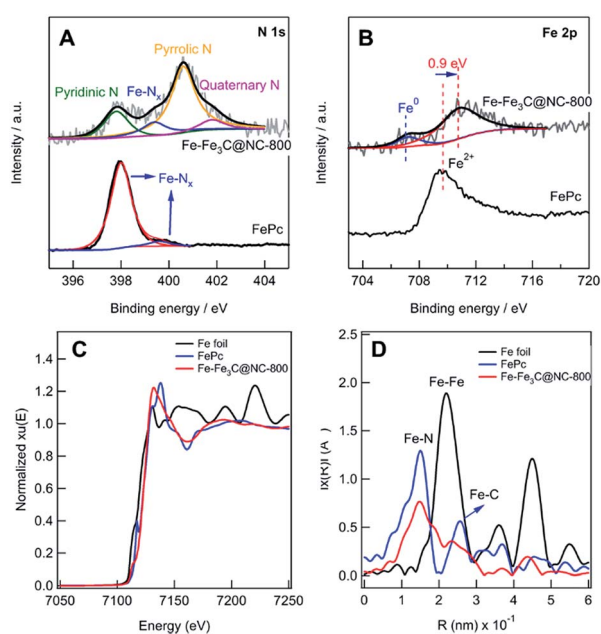 A
N 1s
Pyrrolic N
Pyridinic N
Fe-Nx
Quaternary N
Fe-Fe3C@NC-800
Fe-Nx
FePc
Intensity / a.u.
396 398 400 402 404
Binding energy / eV
B
Fe 2p
0.9 eV
Fe0
Fe-Fe3C@NC-800
Fe2+
FePc
Intensity / a.u.
704 708 712 716 720
Binding energy / eV
C
Fe foil
FePc
Fe-Fe3C@NC-800
Normalized xu(E)
1.4
1.2
1.0
0.8
0.6
0.4
0.2
0.0
7050 7100 7150 7200 7250
Energy (eV)
D
Fe foil
FePc
Fe-Fe3C@NC-800
Fe-Fe
Fe-N
Fe-C
Ix(R)I (A
2.5
2.0
1.5
1.0
0.5
0.0
0 1 2 3 4 5 6
R (nm) x 10-1